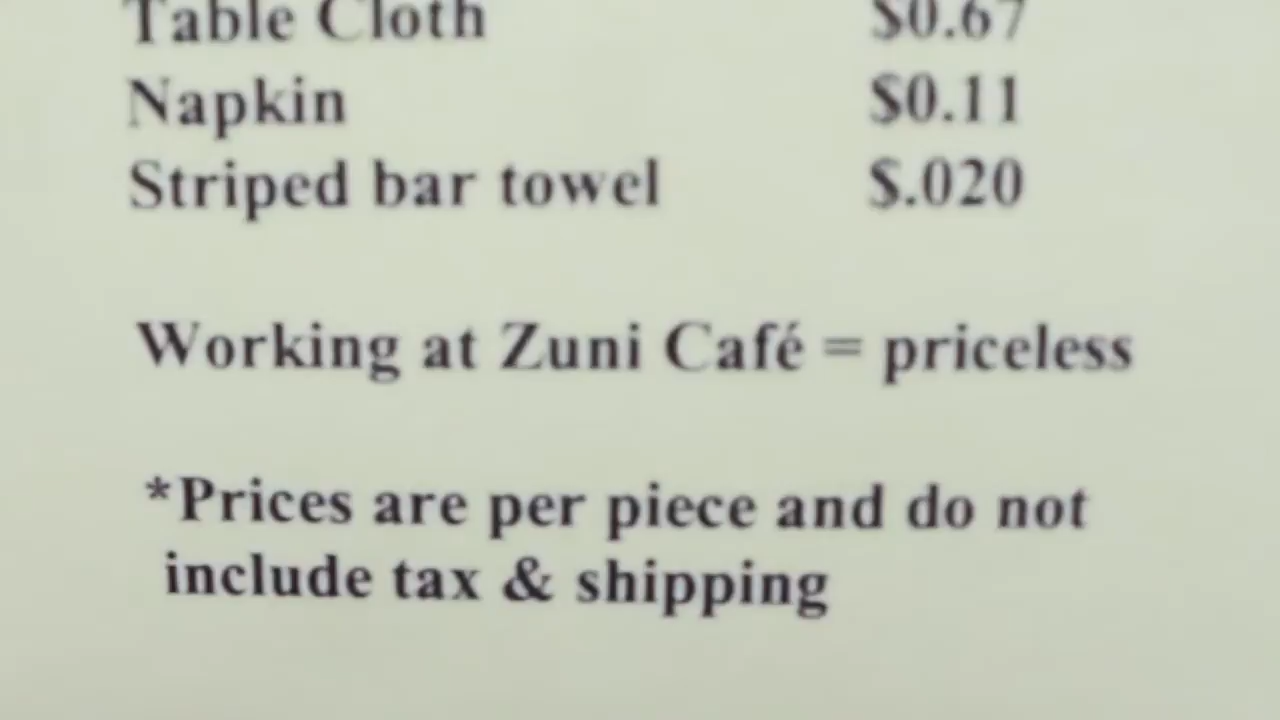 Table Cloth $0.67
Napkin $0.11
Striped bar towel $.020
Working at Zuni Café = priceless
*Prices are per piece and do not
include tax & shipping